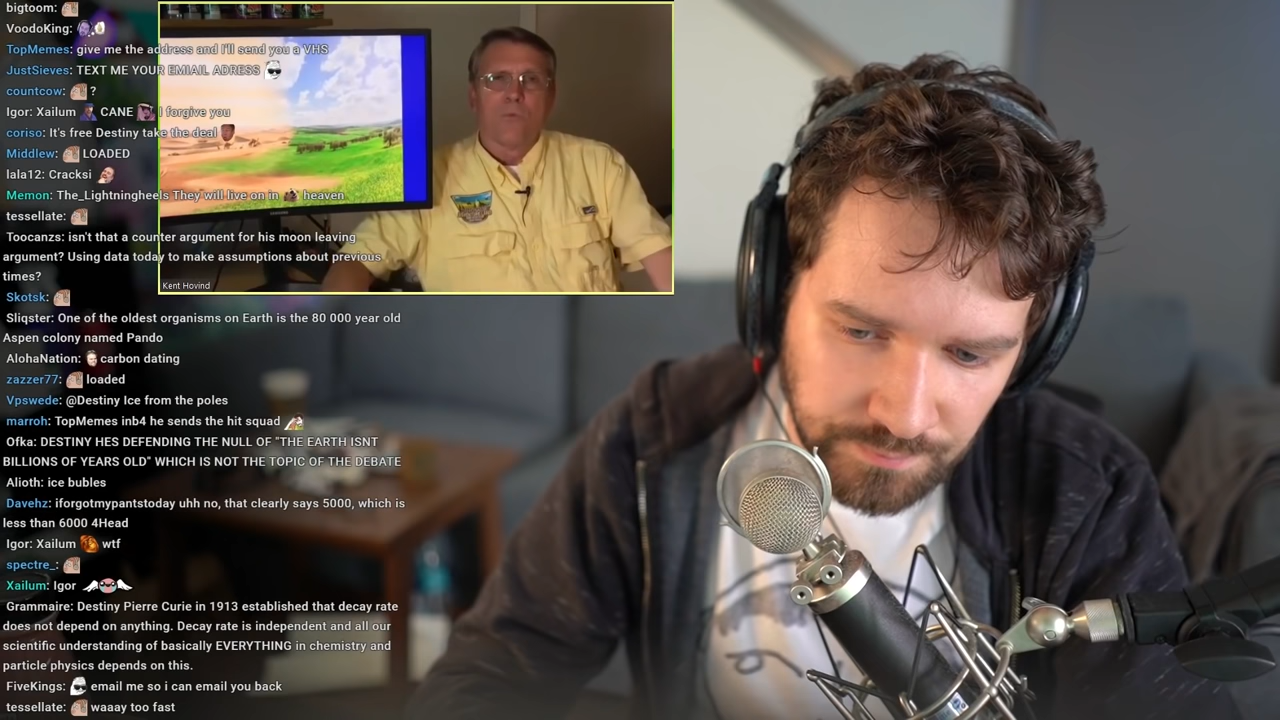 bigtoom:
VoodoKing:
TopMemes: give me the address and I'll send you a VHS
JustSieves: TEXT ME YOUR EMIAIL ADRESS
countcow: ?
Igor: Xailum CANE I forgive you
coriso: It's free Destiny take the deal
Middlew: LOADED
lala12: Cracksi
Memon: The_Lightningheels They will live on in heaven
tessellate:
Toocanzs: isn't that a counter argument for his moon leaving
argument? Using data today to make assumptions about previous
times?
Kent Hovind
Skotsk:
Sliqster: One of the oldest organisms on Earth is the 80 000 year old
Aspen colony named Pando
AlohaNation: carbon dating
zazzer77: loaded
Vpswede: @Destiny Ice from the poles
marroh: TopMemes inb4 he sends the hit squad
Ofka: DESTINY HES DEFENDING THE NULL OF "THE EARTH ISNT
BILLIONS OF YEARS OLD" WHICH IS NOT THE TOPIC OF THE DEBATE
Alioth: ice bubles
Davehz: iforgotmypantstoday uhh no, that clearly says 5000, which is
less than 6000 4Head
Igor: Xailum wtf
spectre_:
Xailum: Igor
Grammaire: Destiny Pierre Curie in 1913 established that decay rate
does not depend on anything. Decay rate is independent and all our
scientific understanding of basically EVERYTHING in chemistry and
particle physics depends on this.
FiveKings: email me so i can email you back
tessellate: waaay too fast